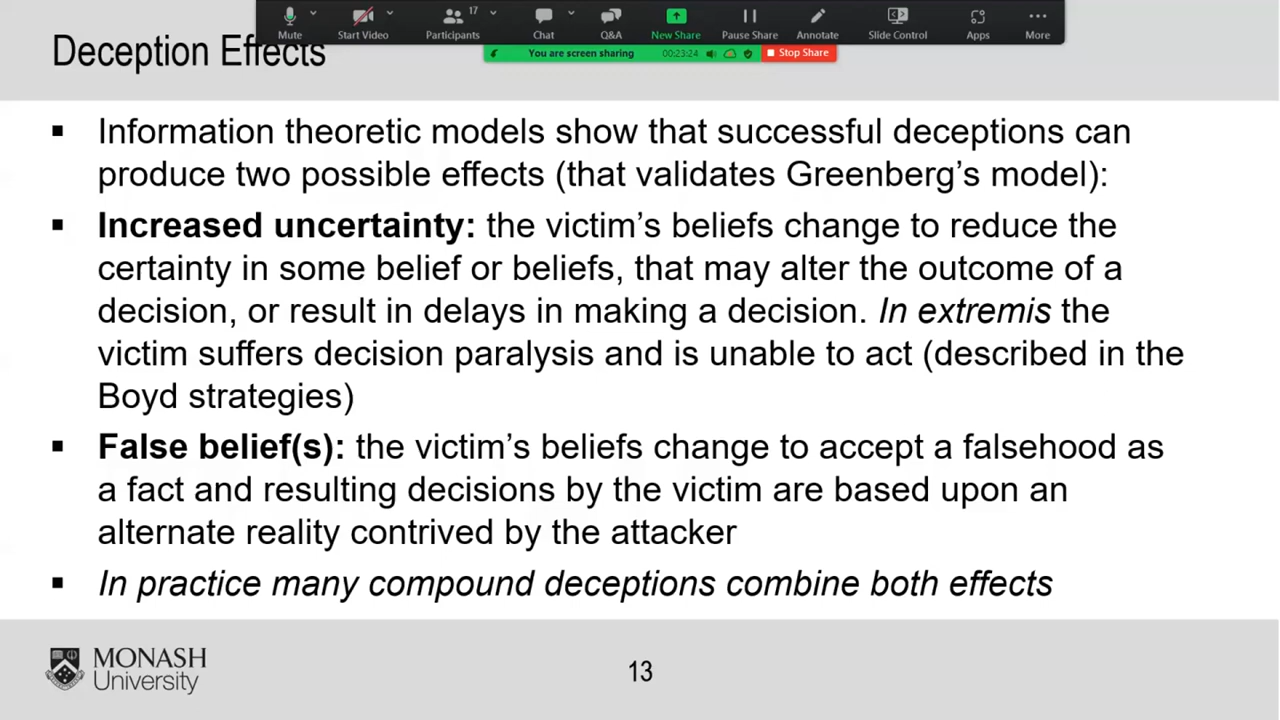 17
Mute
Start Video
Participants
Chat
Q&A
New Share
Pause Share
Annotate
Slide Control
Apps
More
You are screen sharing
00:23:24
Stop Share
Deception Effects
▪ Information theoretic models show that successful deceptions can
produce two possible effects (that validates Greenberg’s model):
▪ Increased uncertainty: the victim’s beliefs change to reduce the
certainty in some belief or beliefs, that may alter the outcome of a
decision, or result in delays in making a decision. In extremis the
victim suffers decision paralysis and is unable to act (described in the
Boyd strategies)
▪ False belief(s): the victim’s beliefs change to accept a falsehood as
a fact and resulting decisions by the victim are based upon an
alternate reality contrived by the attacker
▪ In practice many compound deceptions combine both effects
MONASH
University
13